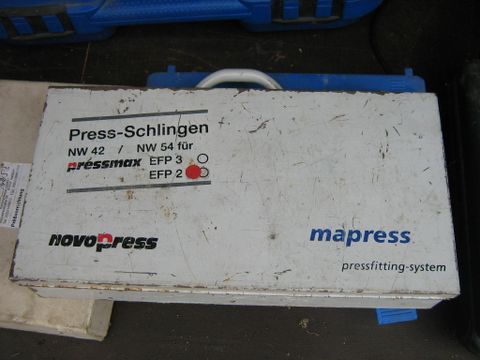 Press-Schlingen
NW 42 / NW 54 für
pressmax EFP 3
EFP 2
novopress
mapress
pressfitting-system